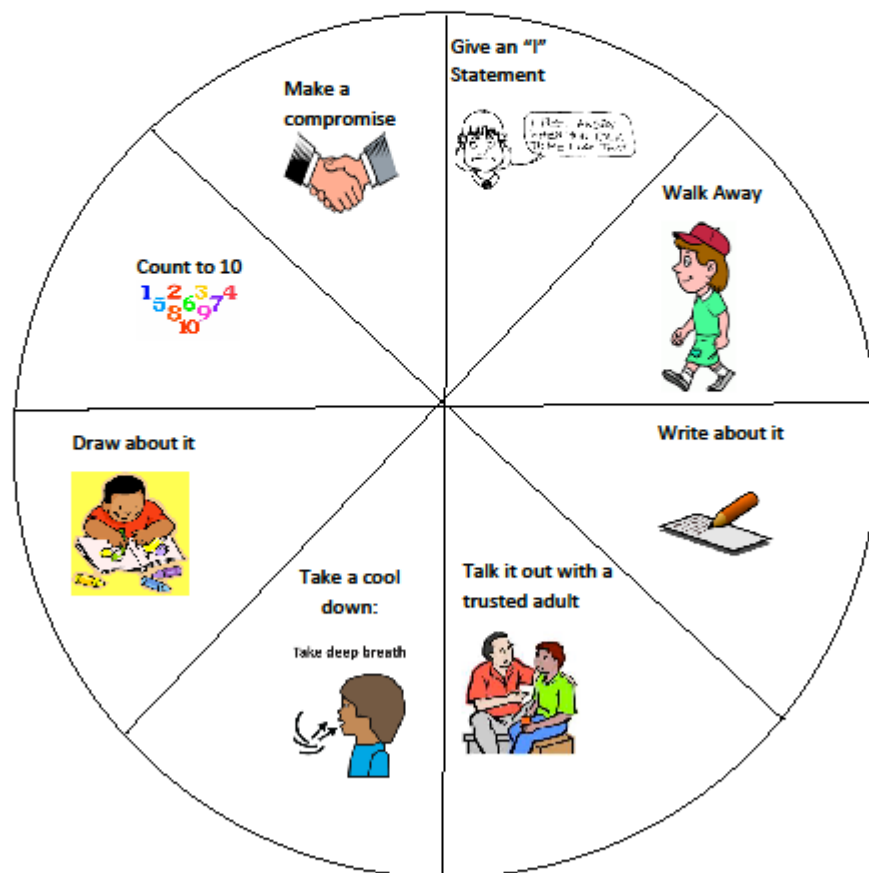 Give an “I”
Statement
Make a
compromise
Walk Away
Count to 10
1 2 3 4
5 6 7
8 9
10
Write about it
Draw about it
Talk it out with a
trusted adult
Take a cool
down:
Take deep breath